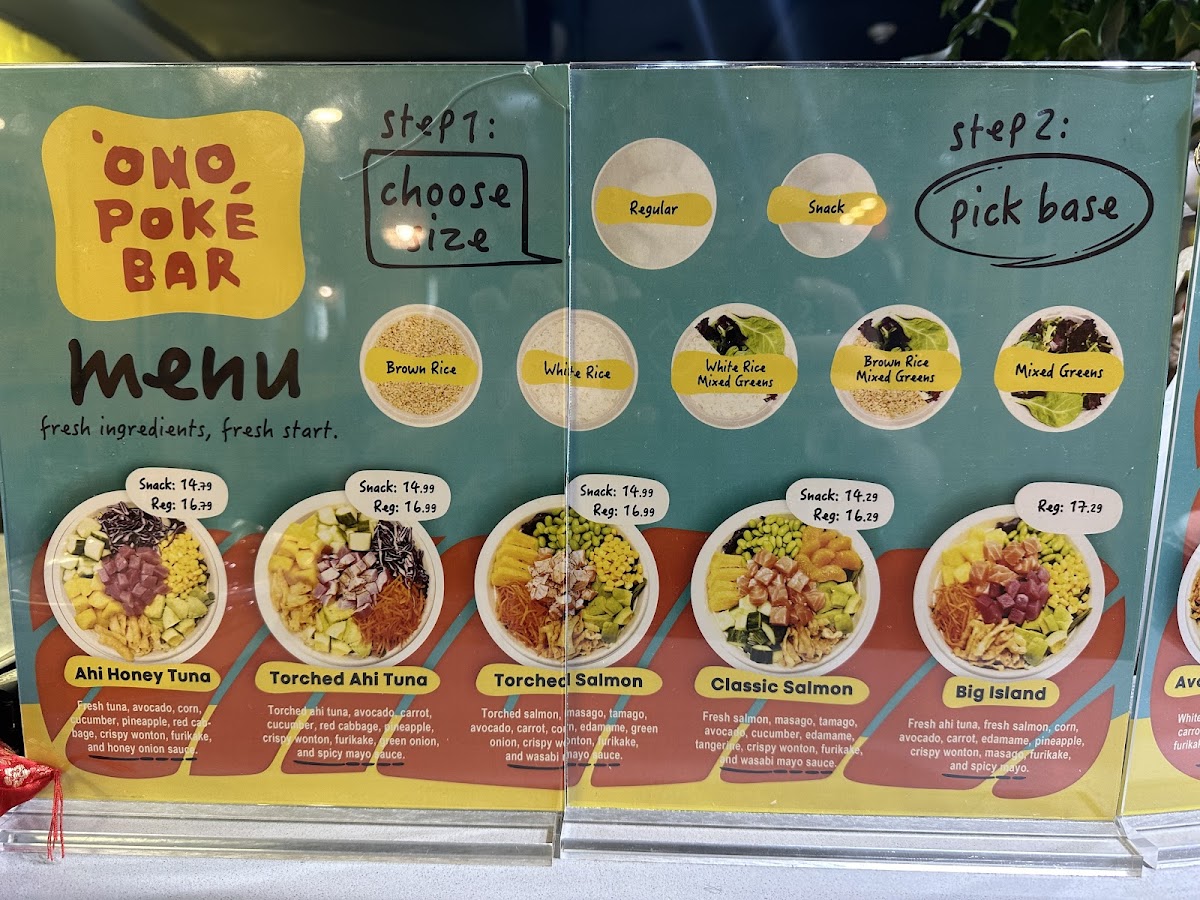 'ONO
POKÉ
BAR
menu
fresh ingredients, fresh start.
step 1:
choose
size
Regular
Snack
step 2:
pick base
Brown Rice
White Rice
White Rice
Mixed Greens
Brown Rice
Mixed Greens
Mixed Greens
Snack: 14.79
Reg: 16.79
Ahi Honey Tuna
Fresh tuna, avocado, corn,
cucumber, pineapple, red cab-
bage, crispy wonton, furikake,
and honey onion sauce.
Snack: 14.99
Reg: 16.99
Torched Ahi Tuna
Torched ahi tuna, avocado, carrot,
cucumber, red cabbage, pineapple,
crispy wonton, furikake, green onion,
and spicy mayo sauce.
Snack: 14.99
Reg: 16.99
Torched Salmon
Torched salmon, masago, tamago,
avocado, carrot, corn, edamame, green
onion, crispy wonton, furikake,
and wasabi mayo sauce.
Snack: 14.29
Reg: 16.29
Classic Salmon
Fresh salmon, masago, tamago,
avocado, cucumber, edamame,
tangerine, crispy wonton, furikake,
and wasabi mayo sauce.
Reg: 17.29
Big Island
Fresh ahi tuna, fresh salmon, corn,
avocado, carrot, edamame, pineapple,
crispy wonton, masago, furikake,
and spicy mayo.